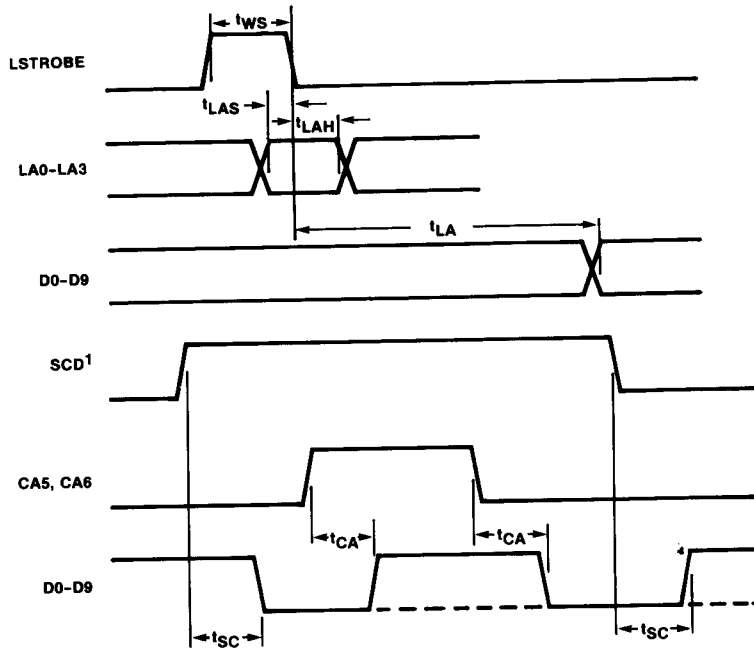 tWS
LSTROBE
tLAS
tLAH
LA0-LA3
tLA
D0-D9
SCD1
CA5, CA6
tCA
tCA
D0-D9
tSC
tSC